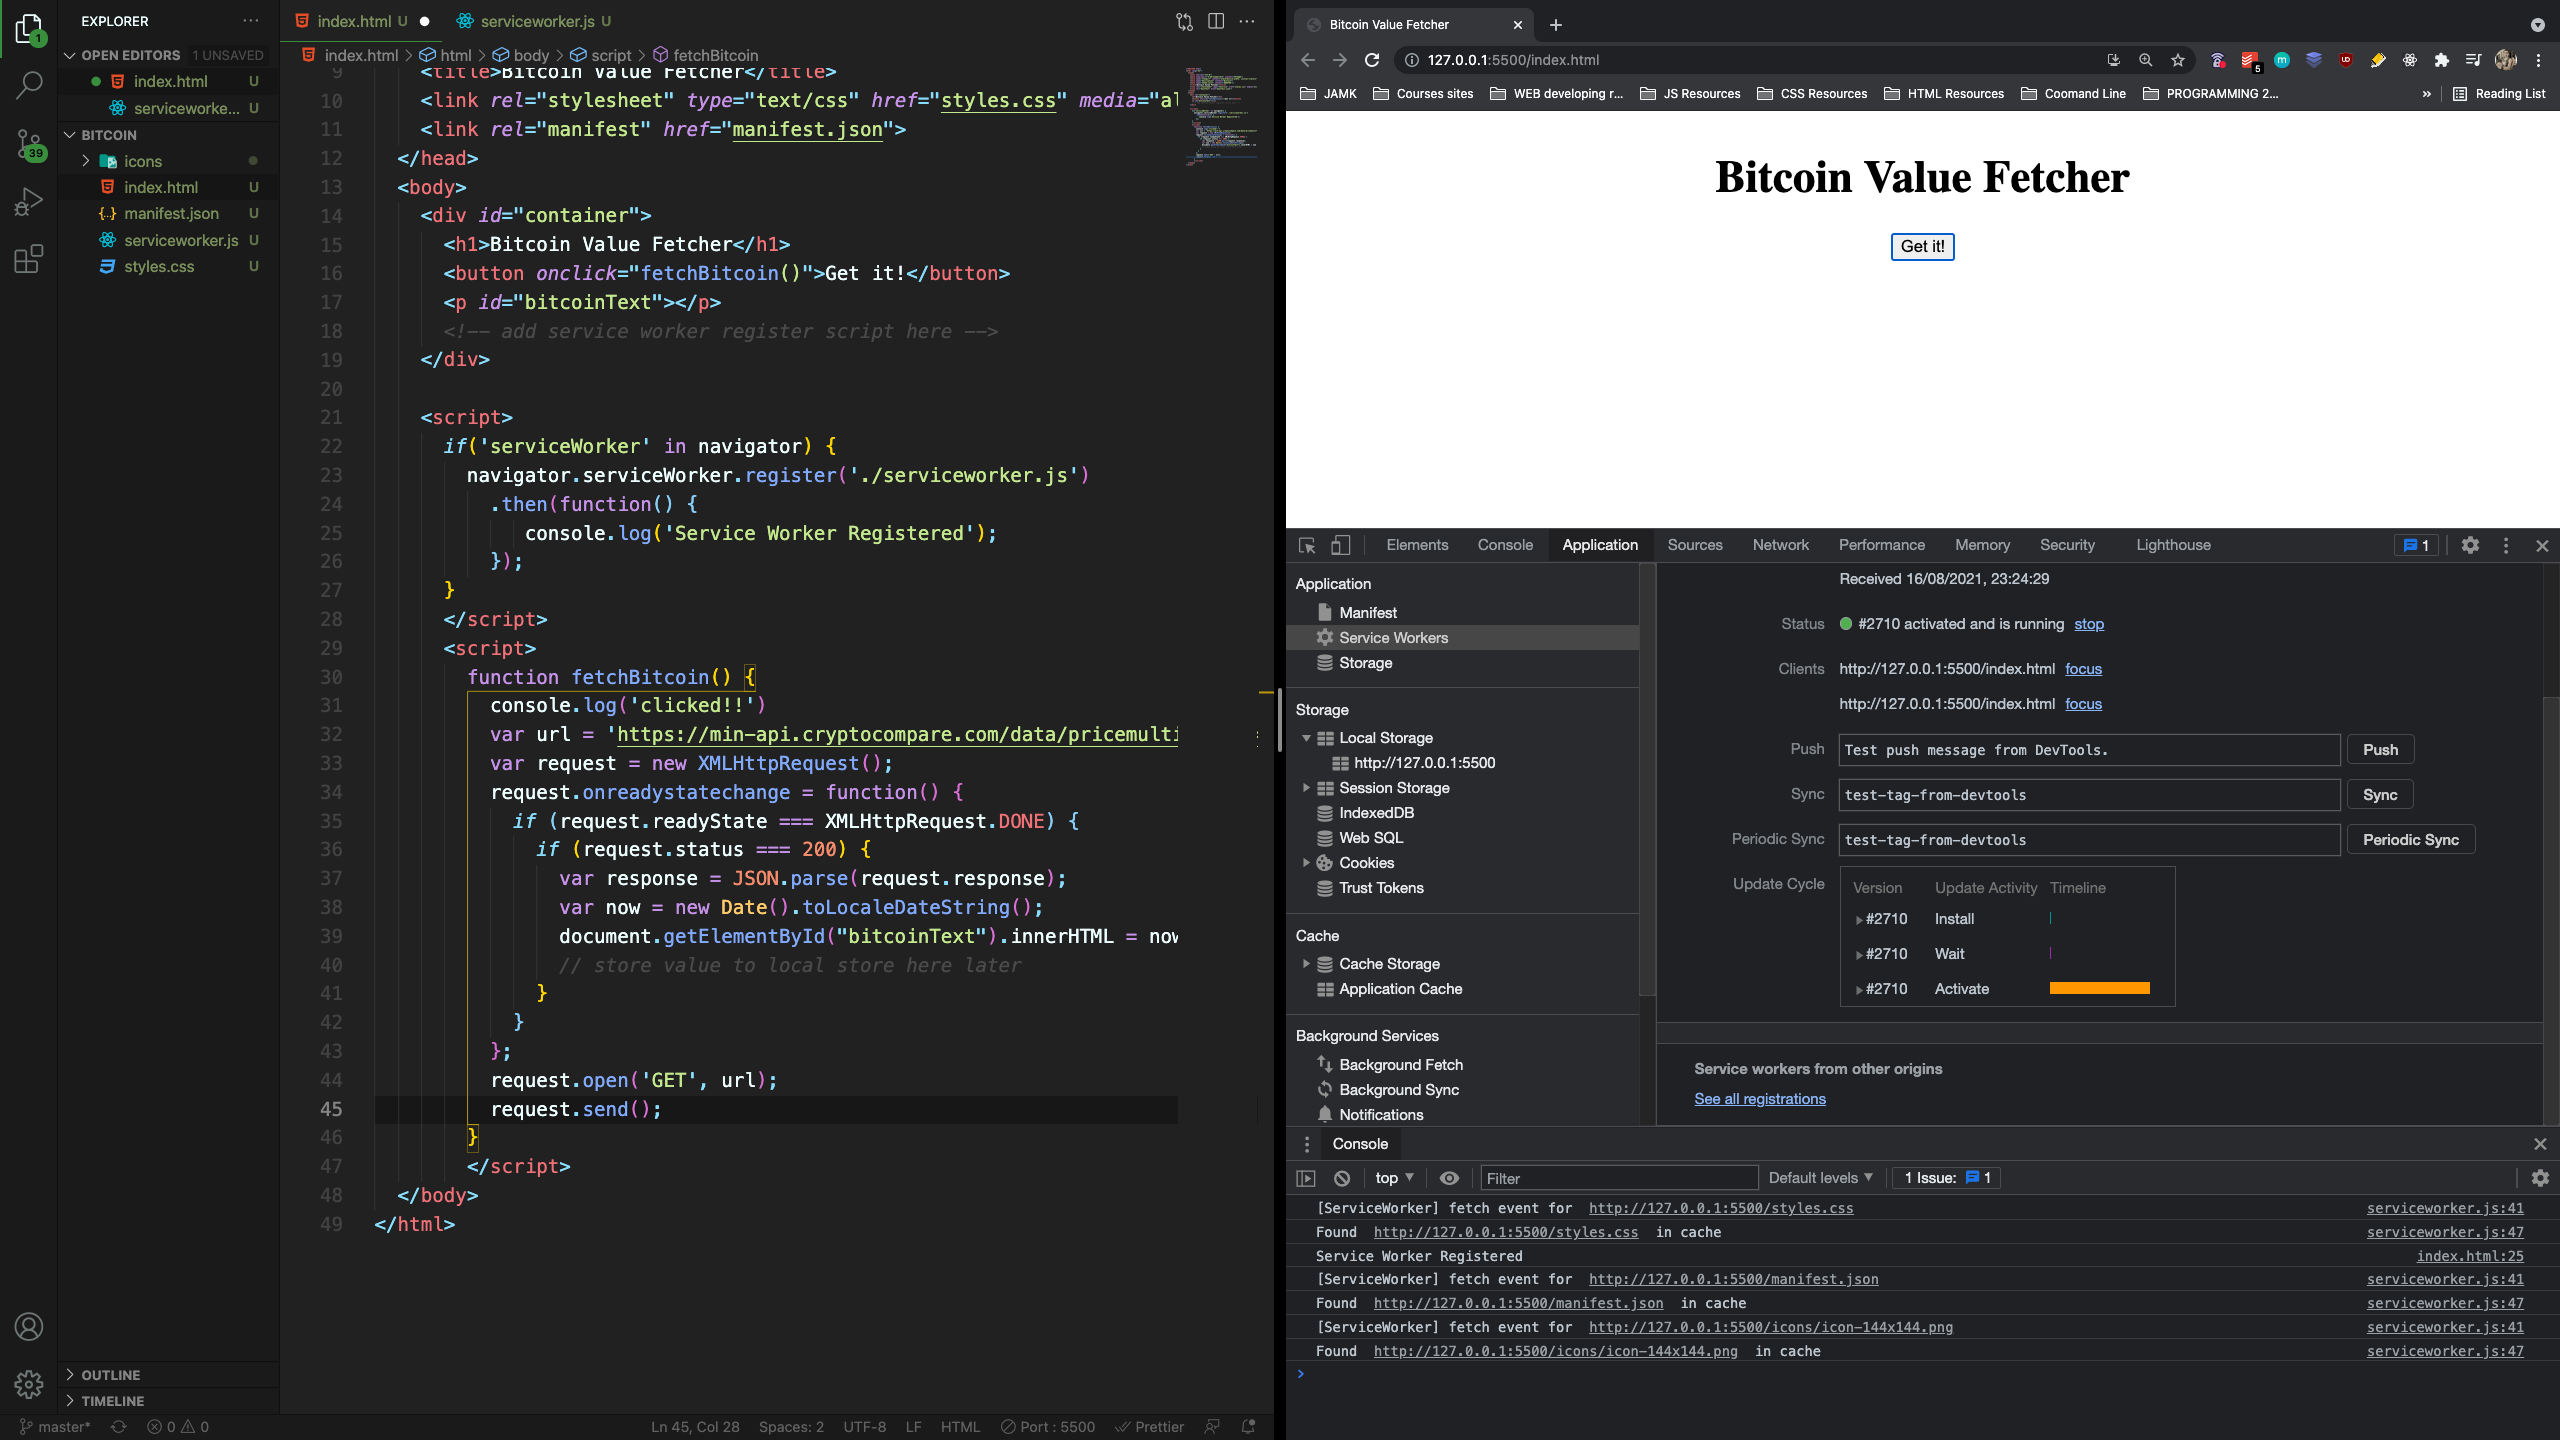 EXPLORER
OPEN EDITORS 1 UNSAVED
index.html U
serviceworke... U
BITCOIN
icons
index.html U
manifest.json U
serviceworker.js U
styles.css U
OUTLINE
TIMELINE
1
39
index.html U
serviceworker.js U
index.html > html > body > script > fetchBitcoin
9 <title>Bitcoin Value Fetcher</title>
10 <link rel="stylesheet" type="text/css" href="styles.css" media="al
11 <link rel="manifest" href="manifest.json">
12 </head>
13 <body>
14 <div id="container">
15 <h1>Bitcoin Value Fetcher</h1>
16 <button onclick="fetchBitcoin()">Get it!</button>
17 <p id="bitcoinText"></p>
18 <!-- add service worker register script here -->
19 </div>
20
21 <script>
22 if('serviceWorker' in navigator) {
23 navigator.serviceWorker.register('./serviceworker.js')
24 .then(function() {
25 console.log('Service Worker Registered');
26 });
27 }
28 </script>
29 <script>
30 function fetchBitcoin() {
31 console.log('clicked!!')
32 var url = 'https://min-api.cryptocompare.com/data/pricemulti
33 var request = new XMLHttpRequest();
34 request.onreadystatechange = function() {
35 if (request.readyState === XMLHttpRequest.DONE) {
36 if (request.status === 200) {
37 var response = JSON.parse(request.response);
38 var now = new Date().toLocaleDateString();
39 document.getElementById("bitcoinText").innerHTML = now
40 // store value to local store here later
41 }
42 }
43 };
44 request.open('GET', url);
45 request.send();
46 }
47 </script>
48 </body>
49 </html>
master* 0 0 Ln 45, Col 28 Spaces: 2 UTF-8 LF HTML Port : 5500 Prettier
Bitcoin Value Fetcher
127.0.0.1:5500/index.html
5
JAMK Courses sites WEB developing r... JS Resources CSS Resources HTML Resources Coomand Line PROGRAMMING 2... » Reading List
Bitcoin Value Fetcher
Get it!
Elements Console Application Sources Network Performance Memory Security Lighthouse 1
Application
Manifest
Service Workers
Storage
Storage
Local Storage
http://127.0.0.1:5500
Session Storage
IndexedDB
Web SQL
Cookies
Trust Tokens
Cache
Cache Storage
Application Cache
Background Services
Background Fetch
Background Sync
Notifications
Received 16/08/2021, 23:24:29
Status #2710 activated and is running stop
Clients http://127.0.0.1:5500/index.html focus
http://127.0.0.1:5500/index.html focus
Push Test push message from DevTools. Push
Sync test-tag-from-devtools Sync
Periodic Sync test-tag-from-devtools Periodic Sync
Update Cycle Version Update Activity Timeline
#2710 Install
#2710 Wait
#2710 Activate
Service workers from other origins
See all registrations
Console
top Filter Default levels 1 Issue: 1
[ServiceWorker] fetch event for http://127.0.0.1:5500/styles.css serviceworker.js:41
Found http://127.0.0.1:5500/styles.css in cache serviceworker.js:47
Service Worker Registered index.html:25
[ServiceWorker] fetch event for http://127.0.0.1:5500/manifest.json serviceworker.js:41
Found http://127.0.0.1:5500/manifest.json in cache serviceworker.js:47
[ServiceWorker] fetch event for http://127.0.0.1:5500/icons/icon-144x144.png serviceworker.js:41
Found http://127.0.0.1:5500/icons/icon-144x144.png in cache serviceworker.js:47